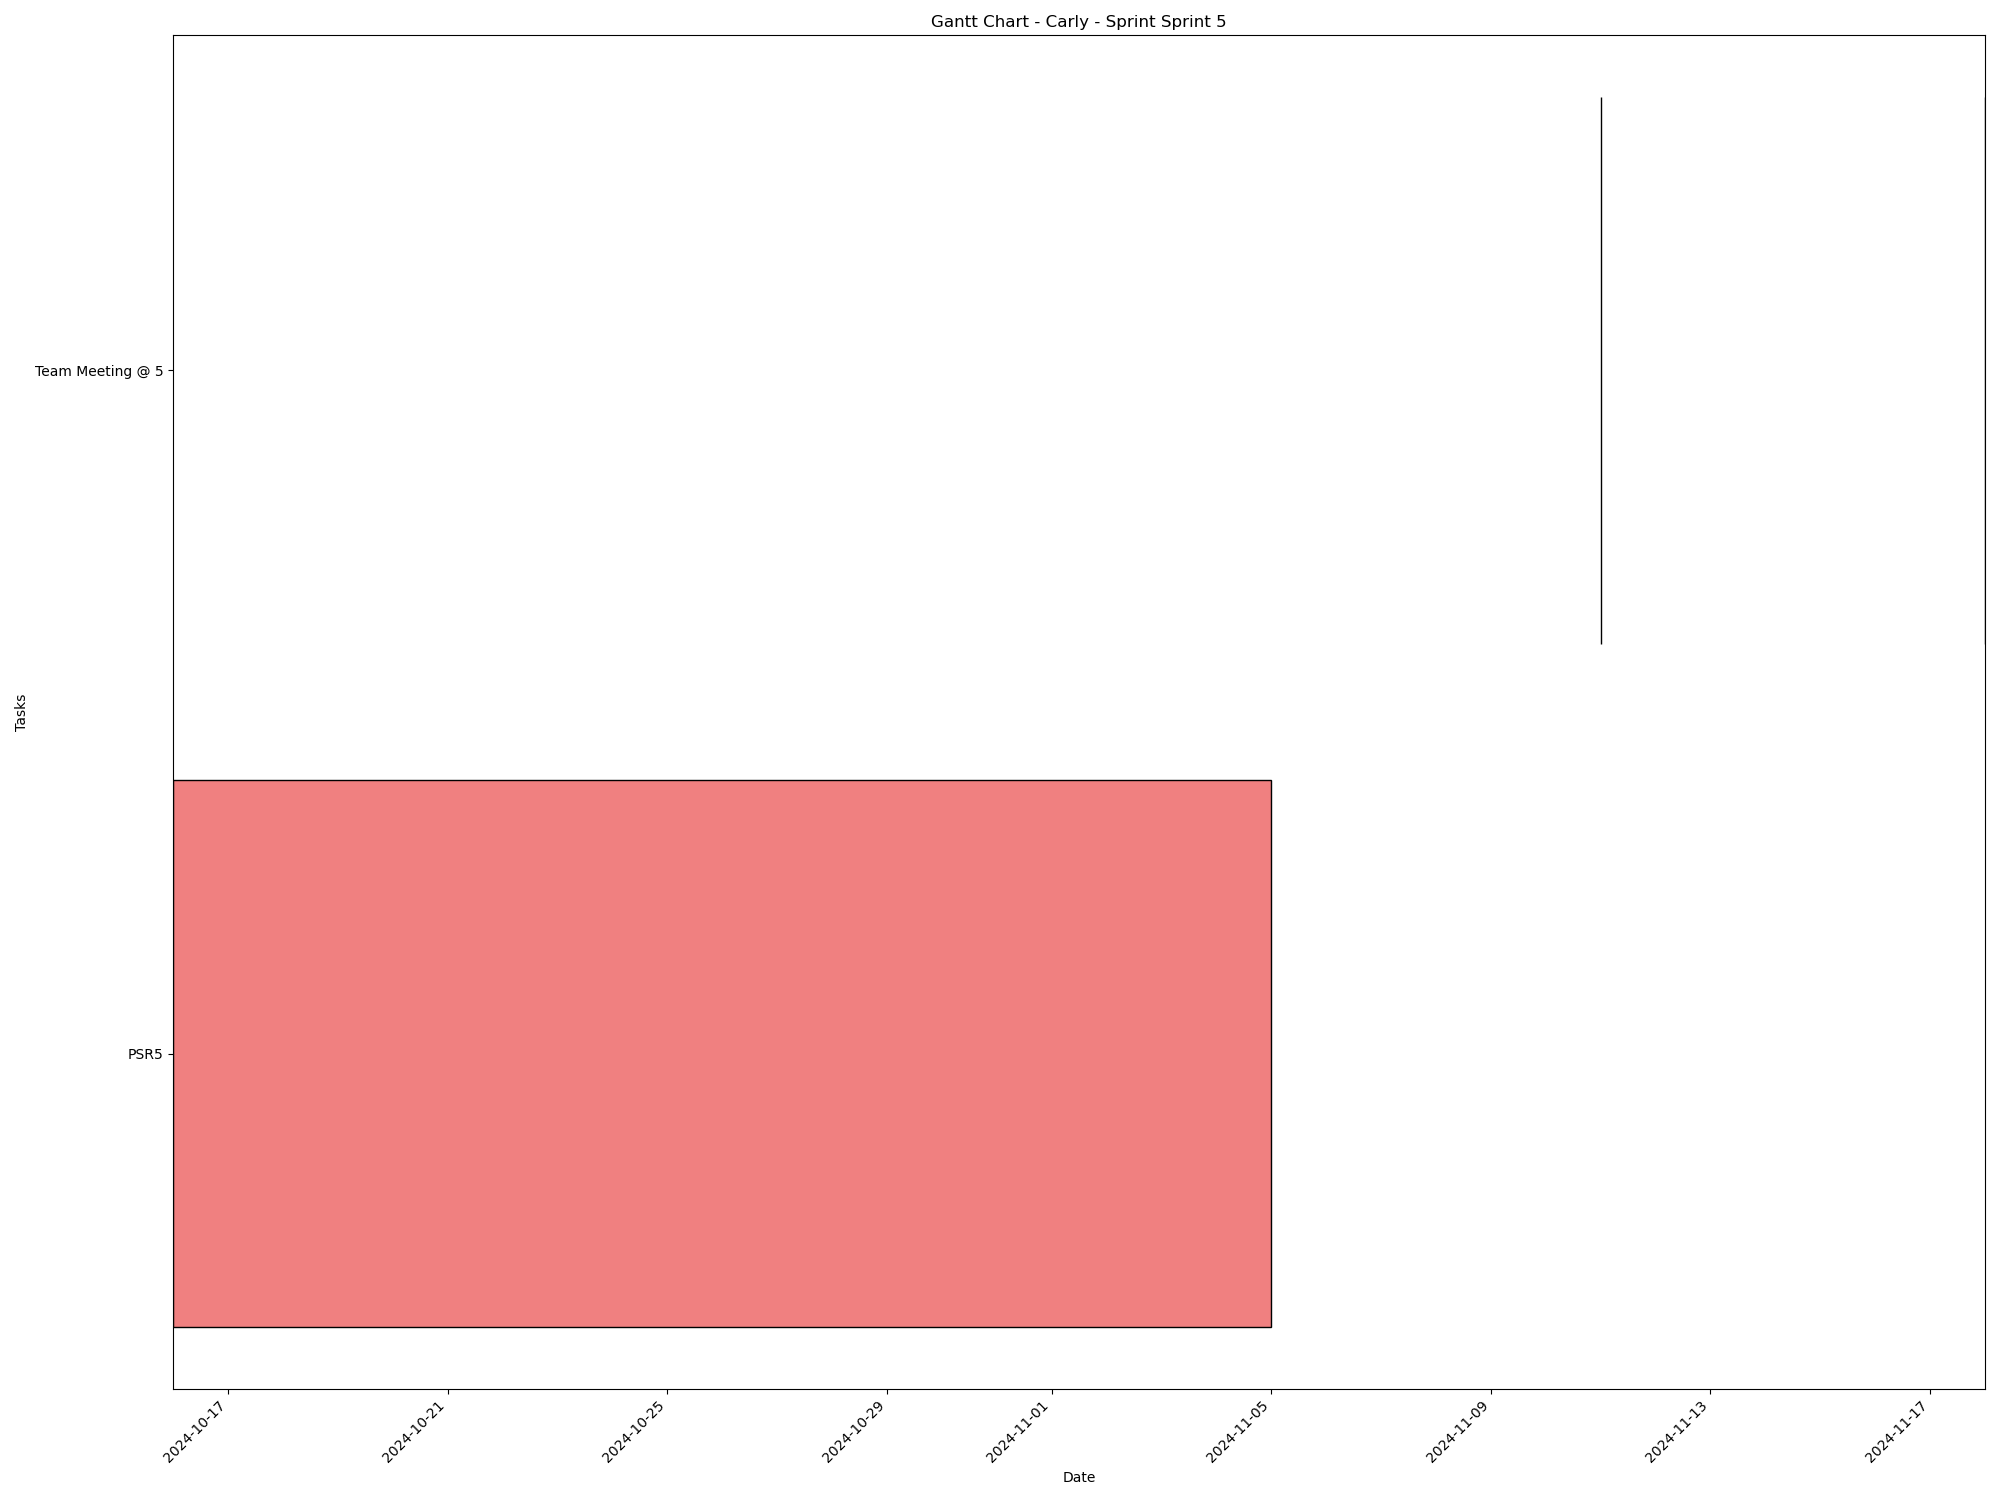 Gantt Chart - Carly - Sprint Sprint 5
Team Meeting @ 5
Tasks
PSR5
2024-10-17
2024-10-21
2024-10-25
2024-10-29
2024-11-01
2024-11-05
2024-11-09
2024-11-13
2024-11-17
Date